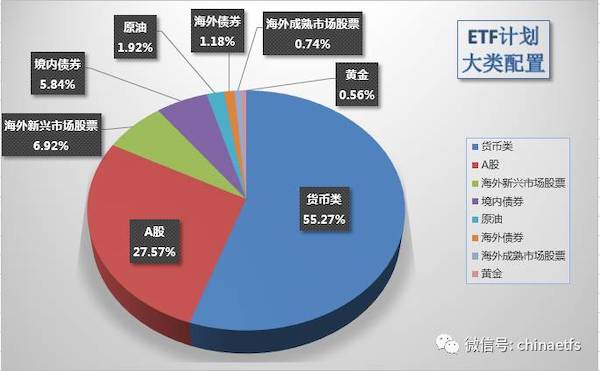 ETF计划
大类配置
原油
1.92%
海外债券
1.18%
海外成熟市场股票
0.74%
境内债券
5.84%
黄金
0.56%
海外新兴市场股票
6.92%
货币类
55.27%
A股
27.57%
货币类
A股
海外新兴市场股票
境内债券
原油
海外债券
海外成熟市场股票
黄金
微信号: chinaetfs